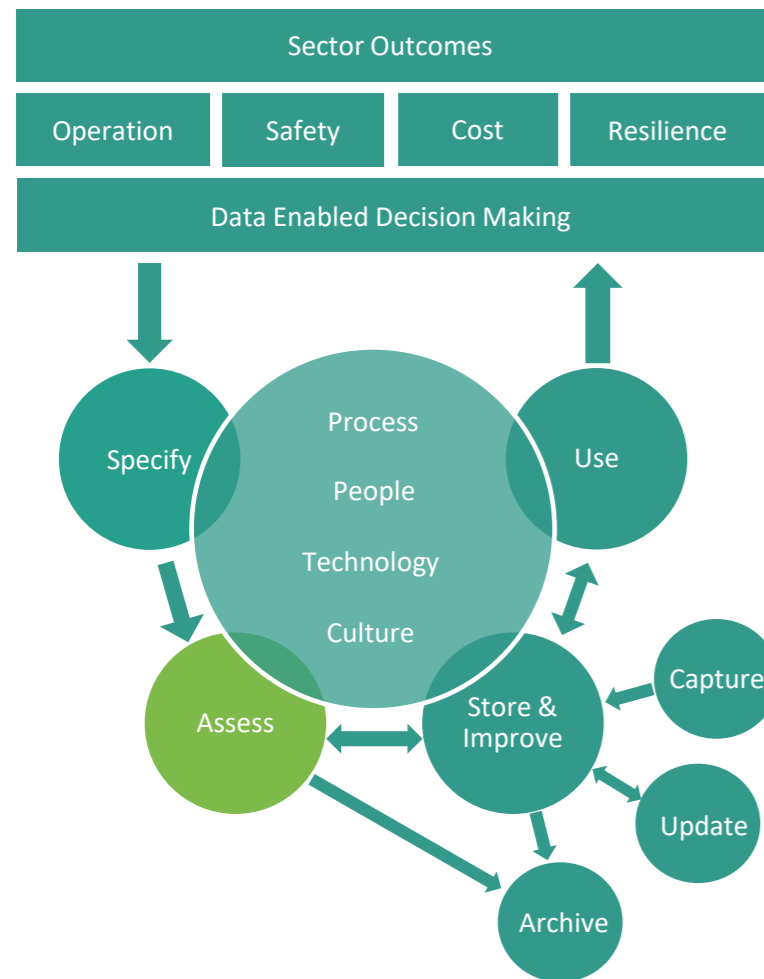 Sector Outcomes
Operation
Safety
Cost
Resilience
Data Enabled Decision Making
Process
People
Technology
Culture
Specify
Use
Assess
Store &
Improve
Capture
Update
Archive